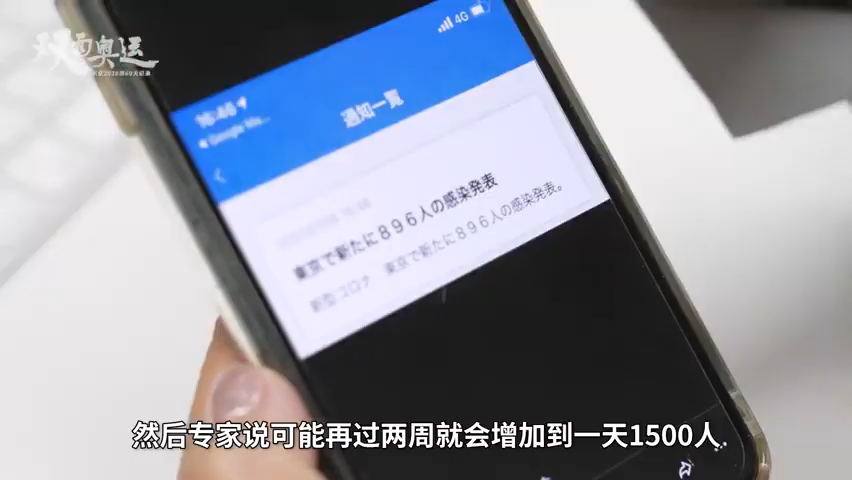 双面奥运
4G
16:46
通知一覧
東京で新たに８９６人の感染発表
新型コロナ 東京で新たに８９６人の感染発表。
然后专家说可能再过两周就会增加到一天1500人